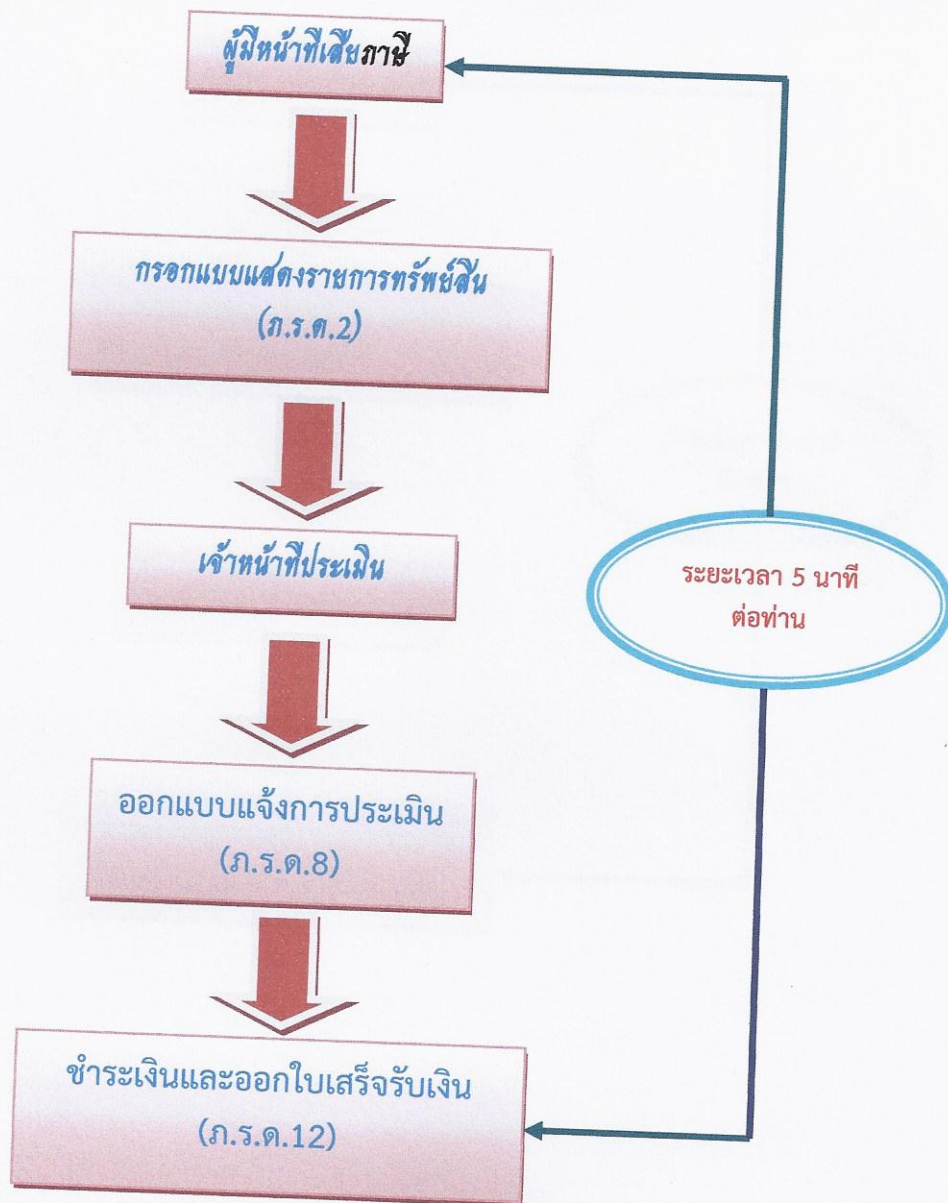 ผู้มีหน้าที่เสียภาษี
กรอกแบบแสดงรายการทรัพย์สิน
(ภ.ร.ด.2)
เจ้าหน้าที่ประเมิน
ระยะเวลา 5 นาที
ต่อท่าน
ออกแบบแจ้งการประเมิน
(ภ.ร.ด.8)
ชำระเงินและออกใบเสร็จรับเงิน
(ภ.ร.ด.12)